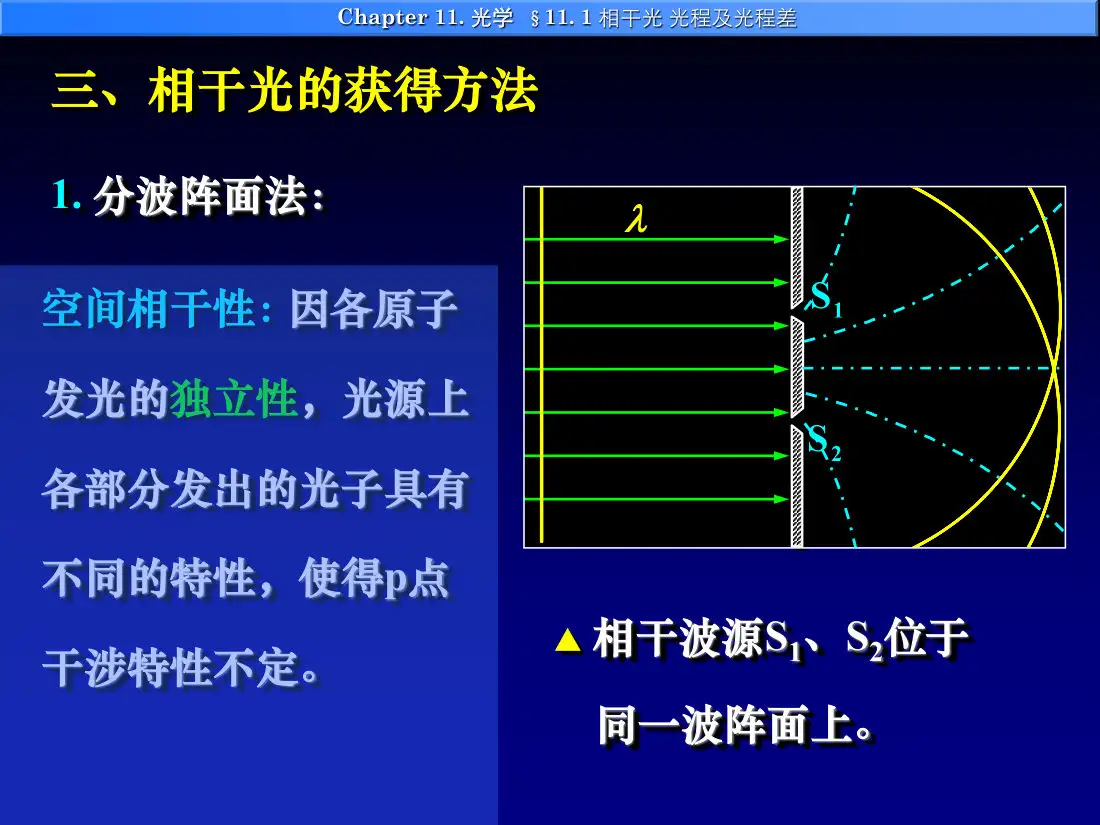 Chapter 11. 光学 §11. 1 相干光 光程及光程差
三、相干光的获得方法
1. 分波阵面法：
空间相干性：因各原子
发光的独立性，光源上
各部分发出的光子具有
不同的特性，使得p点
干涉特性不定。
λ
S1
S2
▲ 相干波源S1、S2位于
同一波阵面上。